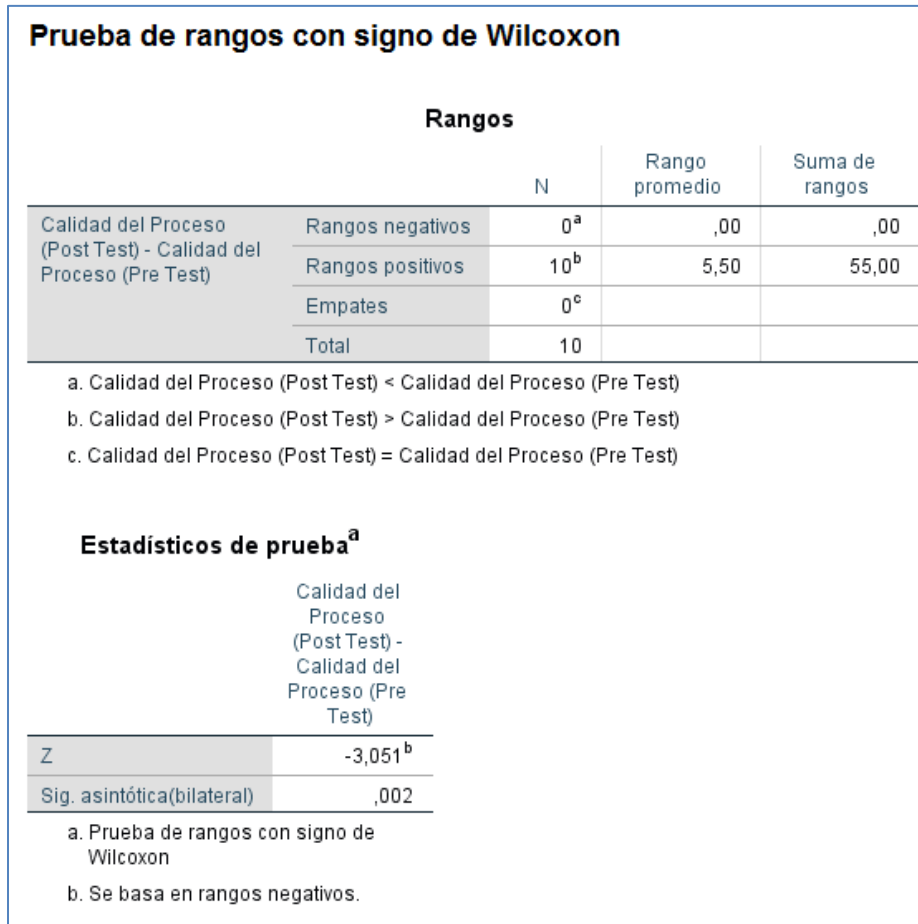 Prueba de rangos con signo de Wilcoxon
Rangos
N
Rango
promedio
Suma de
rangos
Calidad del Proceso
(Post Test) - Calidad del
Proceso (Pre Test)
Rangos negativos 0a ,00 ,00
Rangos positivos 10b 5,50 55,00
Empates 0c
Total 10
a. Calidad del Proceso (Post Test) < Calidad del Proceso (Pre Test)
b. Calidad del Proceso (Post Test) > Calidad del Proceso (Pre Test)
c. Calidad del Proceso (Post Test) = Calidad del Proceso (Pre Test)
Estadísticos de pruebaa
Calidad del
Proceso
(Post Test) -
Calidad del
Proceso (Pre
Test)
Z -3,051b
Sig. asintótica(bilateral) ,002
a. Prueba de rangos con signo de
Wilcoxon
b. Se basa en rangos negativos.